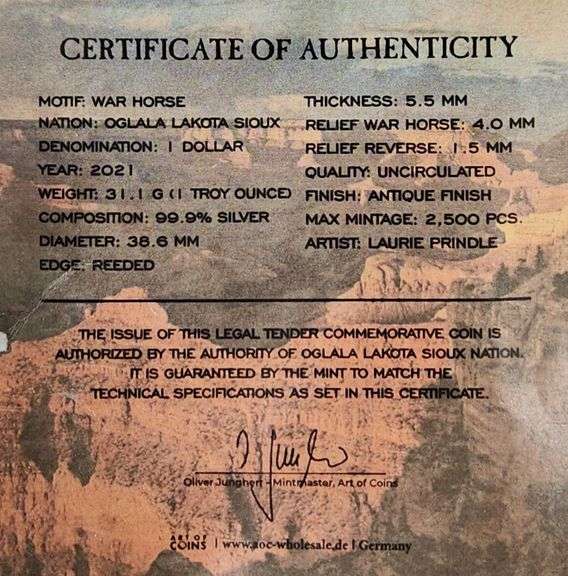 CERTIFICATE OF AUTHENTICITY
MOTIF: WAR HORSE
NATION: OGLALA LAKOTA SIOUX
DENOMINATION: 1 DOLLAR
YEAR: 2021
WEIGHT: 31.1 G (1 TROY OUNCE)
COMPOSITION: 99.9% SILVER
DIAMETER: 38.6 MM
EDGE: REEDED
THICKNESS: 5.5 MM
RELIEF WAR HORSE: 4.0 MM
RELIEF REVERSE: 1.5 MM
QUALITY: UNCIRCULATED
FINISH: ANTIQUE FINISH
MAX MINTAGE: 2,500 PCS.
ARTIST: LAURIE PRINDLE
THE ISSUE OF THIS LEGAL TENDER COMMEMORATIVE COIN IS
AUTHORIZED BY THE AUTHORITY OF OGLALA LAKOTA SIOUX NATION.
IT IS GUARANTEED BY THE MINT TO MATCH THE
TECHNICAL SPECIFICATIONS AS SET IN THIS CERTIFICATE.
Oliver Junghert - Mintmaster, Art of Coins
ART OF
COINS | www.aoc-wholesale.de | Germany